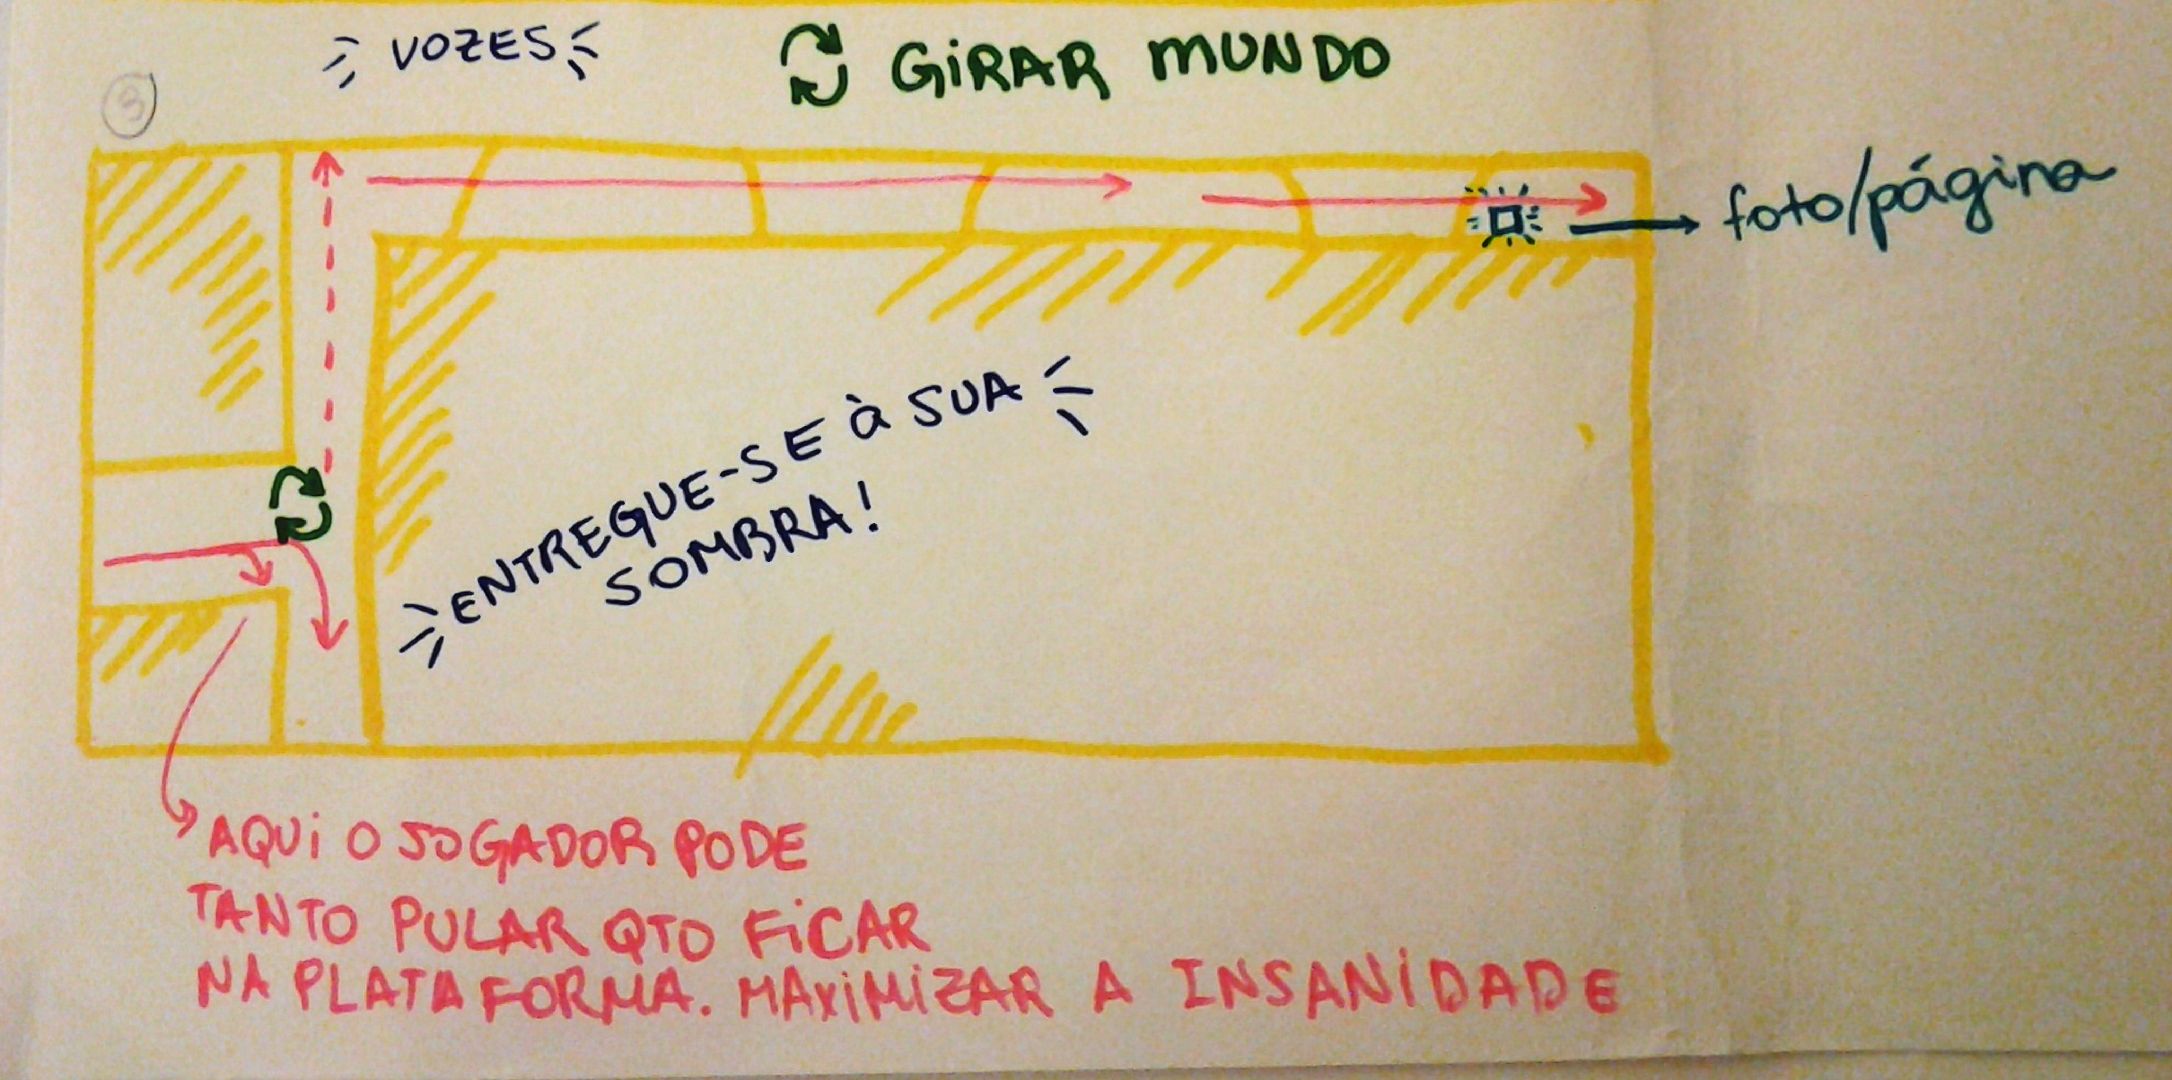 VOZES
GIRAR MUNDO
3
foto/página
ENTREGUE-SE à SUA
SOMBRA!
AQUi O JOGADOR PODE
TANTO PULAR QTO FiCAR
NA PLATAFORMA. MAXiMiZAR A INSANiDADE